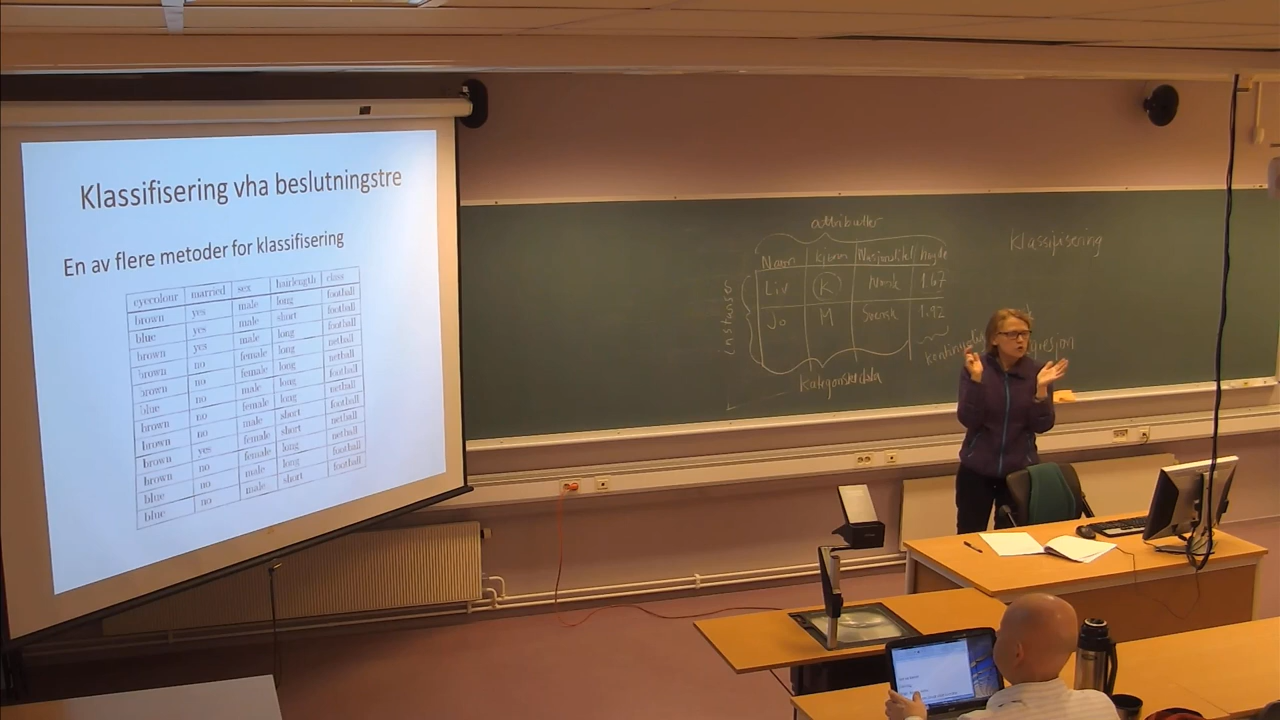 Klassifisering vha beslutningstre
En av flere metoder for klassifisering
eyecolour married sex hairlength class
brown yes male long football
blue yes male short football
brown yes male long football
brown no female long netball
brown no female long netball
blue no male long football
brown no female long netball
brown no male short football
brown yes female short netball
brown no female long netball
blue no male long football
blue no male short football
attributter
Navn Kjønn Nasjonalitet høyde
Liv K Norsk 1.67
Jo M Svensk 1.92
instanser
kategoriske data
Klassifisering